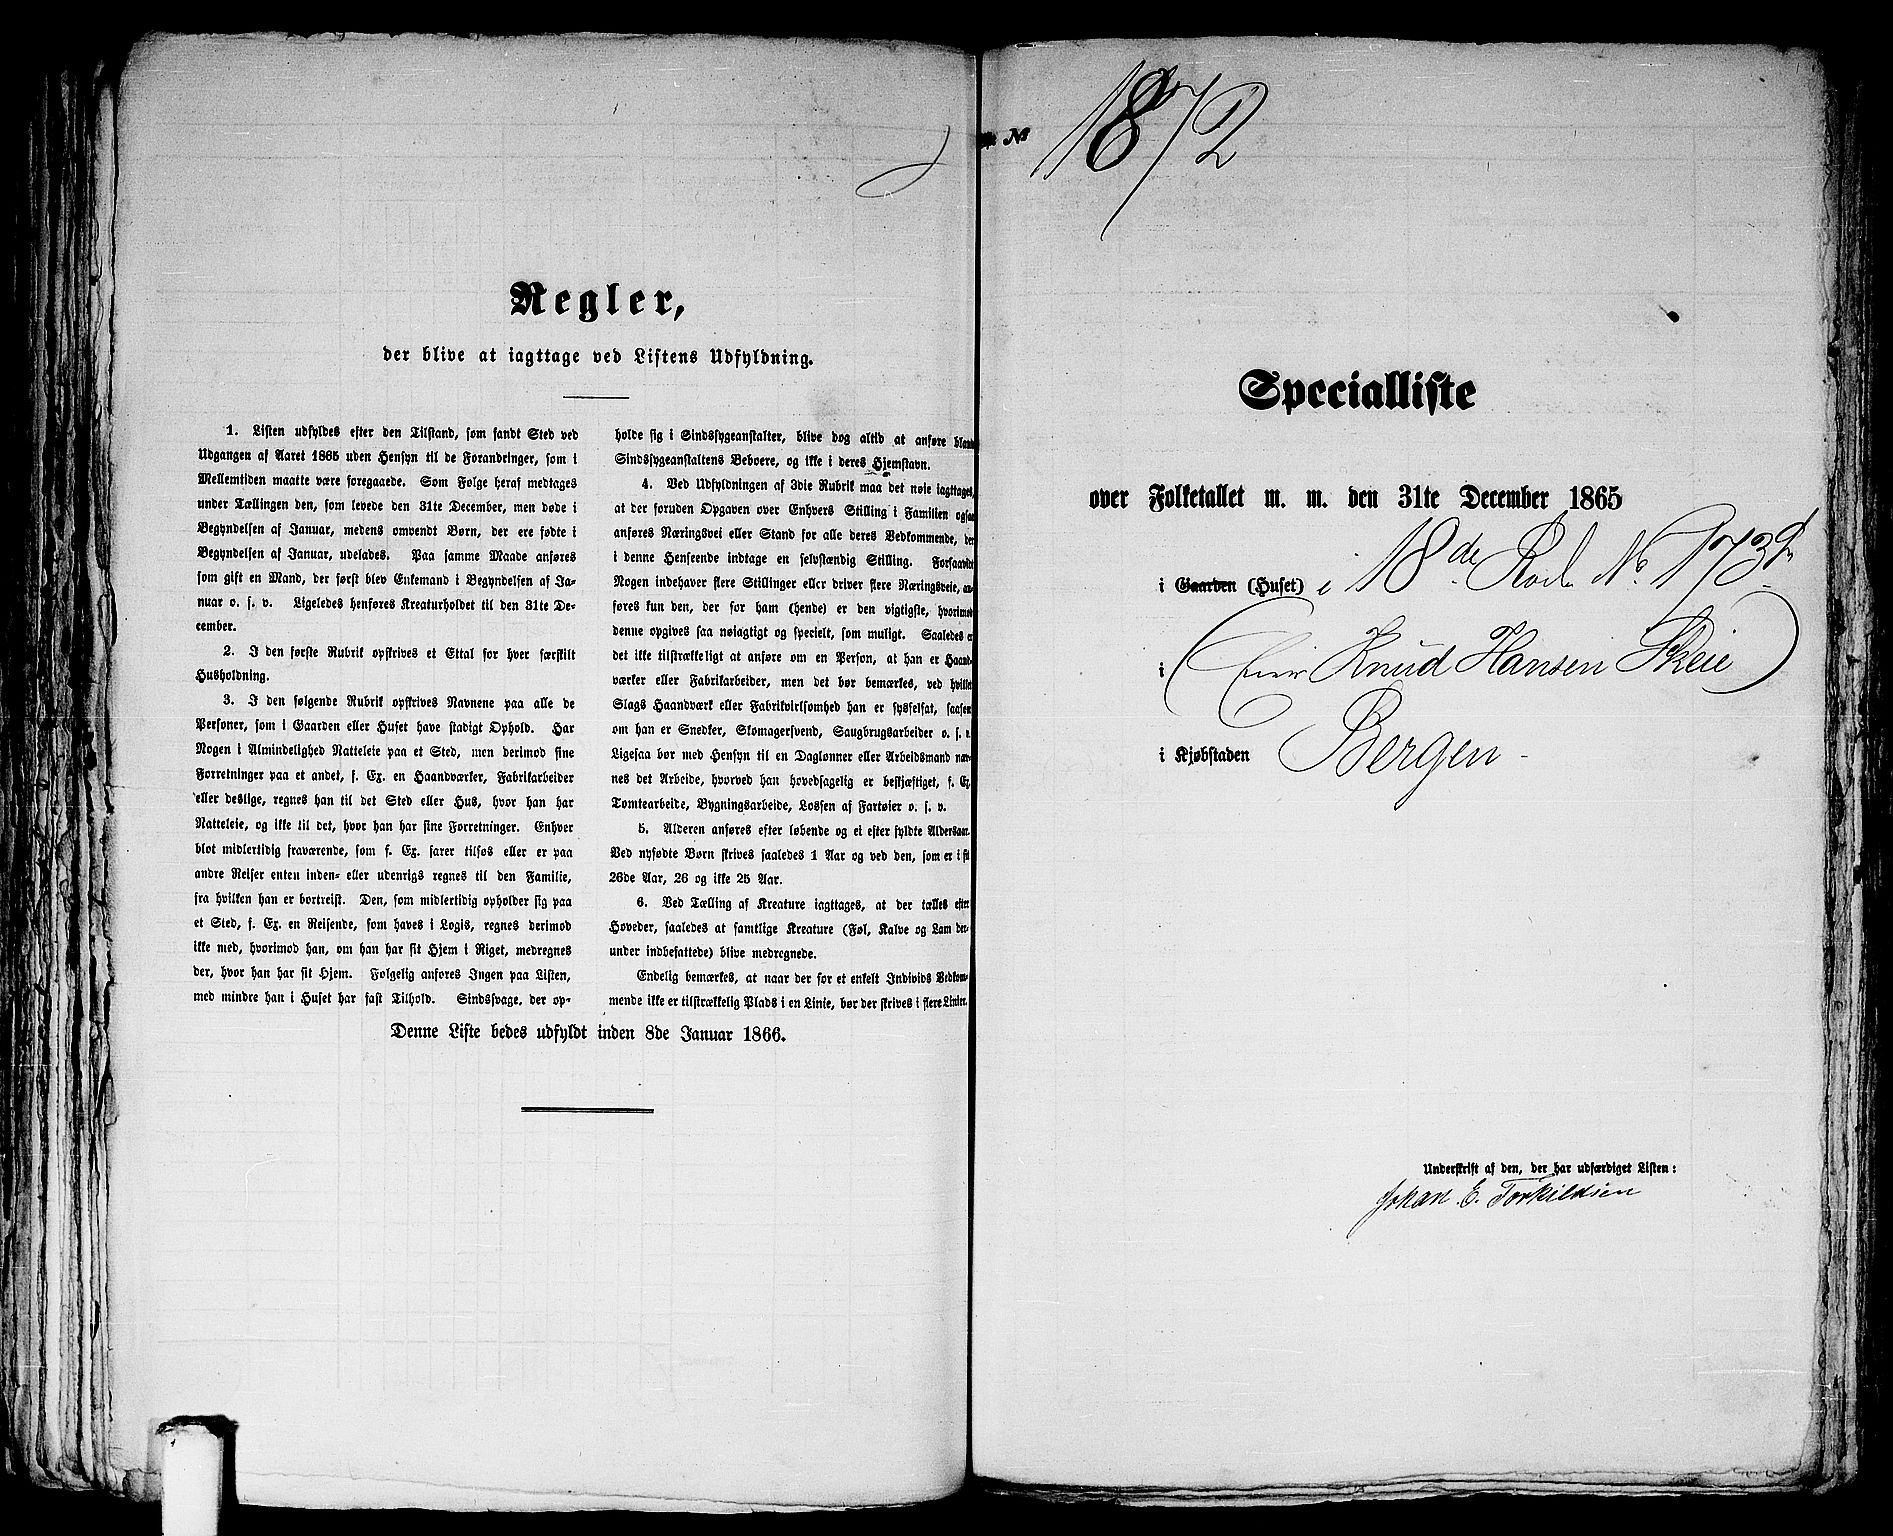 Regler,
der blive at iagttage ved Listens Udfyldning.
1. Listen udfyldes efter den Tilstand, som fandt Sted ved
Udgangen af Aaret 1865 uden Hensyn til de Forandringer, som i
Mellemtiden maatte være foregaaede. Som Følge heraf medtages
under Tællingen den, som levede den 31te December, men døde i
Begyndelsen af Januar, medens omvendt Børn, der ere fødte i
Begyndelsen af Januar, udelades. Paa samme Maade anføres
som gift en Mand, der først blev Enkemand i Begyndelsen af Ja-
nuar o. s. v. Ligeledes henføres Kreaturholdet til den 31te De-
cember.
2. I den første Rubrik opskrives et Ettal for hver særskilt
Husholdning.
3. I den følgende Rubrik opskrives Navnene paa alle de
Personer, som i Gaarden eller Huset have stadigt Ophold. Har
Nogen i Almindelighed Natteleie paa et Sted, men derimod sine
Forretninger paa et andet, s. Ex. en Haandværker, Fabrikarbeider
eller deslige, regnes han til det Sted eller Hus, hvor han har
Natteleie, og ikke til det, hvor han har sine Forretninger. Enhver
blot midlertidig fraværende, som f. Ex. farer tilsøs eller er paa
andre Reiser enten inden- eller udenrigs regnes til den Familie,
fra hvilken han er bortreist. Den, som midlertidig opholder sig paa
et Sted, s. Ex. en Reisende, som haves i Logis, regnes derimod
ikke med, hvorimod han, om han har sit Hjem i Riget, medregnes
der, hvor han har sit Hjem. Følgelig anføres Ingen paa Listen,
med mindre han i Huset har fast Tilhold. Sindssvage, der op-
holde sig i Sindssygeanstalter, blive dog altid at anføre bland
Sindssygeanstaltens Beboere, og ikke i deres Hjemstavn.
4. Ved Udfyldningen af 3die Rubrik maa det nøie iagttages,
at der foruden Opgaven over Enhvers Stilling i Familien ogsaa
anføres Næringsvei eller Stand for alle deres Vedkommende, der
i denne Henseende indtage en selvstændig Stilling. Forsaavidt
Nogen indehaver flere Stillinger eller driver flere Næringsveie, an-
føres kun den, der for ham (hende) er den vigtigste, hvorimod
denne opgives saa nøiagtigt og specielt, som muligt. Saaledes er
det ikke tilstrækkeligt at anføre om en Person, at han er Haand-
værker eller Fabrikarbeider, men det bør bemærkes, ved hvilket
Slags Haandværk eller Fabrikvirksomhed han er sysselsat, saasom
om han er Snedker, Skomagersvend, Saugbrugsarbeider o. s. v.
Ligesaa bør med Hensyn til en Daglønner eller Arbeidsmand næv-
nes det Arbeide, hvorved han hovedsagelig er beskjæftiget, s. Ex.
Tomtearbeide, Bygningsarbeide, Lossen af Fartøier o. s. v.
5. Alderen anføres efter løbende og ei efter fyldte Aldersaar.
Ved nyfødte Børn skrives saaledes 1 Aar og ved den, som er i sit
26de Aar, 26 og ikke 25 Aar.
6. Ved Tælling af Kreature iagttages, at der tælles efter
Hoveder, saaledes at samtlige Kreature (Føl, Kalve og Lam der-
under indbefattede) blive medregnede.
Endelig bemærkes, at naar der for et enkelt Individs Vedkom-
mende ikke er tilstrækkelig Plads i en Linie, bør der skrives i flere Linier.
Denne Liste bedes udfyldt inden 8de Januar 1866.
№ 1872
Specialliste
over Folketallet m. m. den 31te December 1865
i Gaarden (Huset) i 18de Rode No. 173
i Knud Hansen Skeie
i Kjøbstaden Bergen
Underskrift af den, der har udfærdiget Listen:
Johan E. Torkildsen